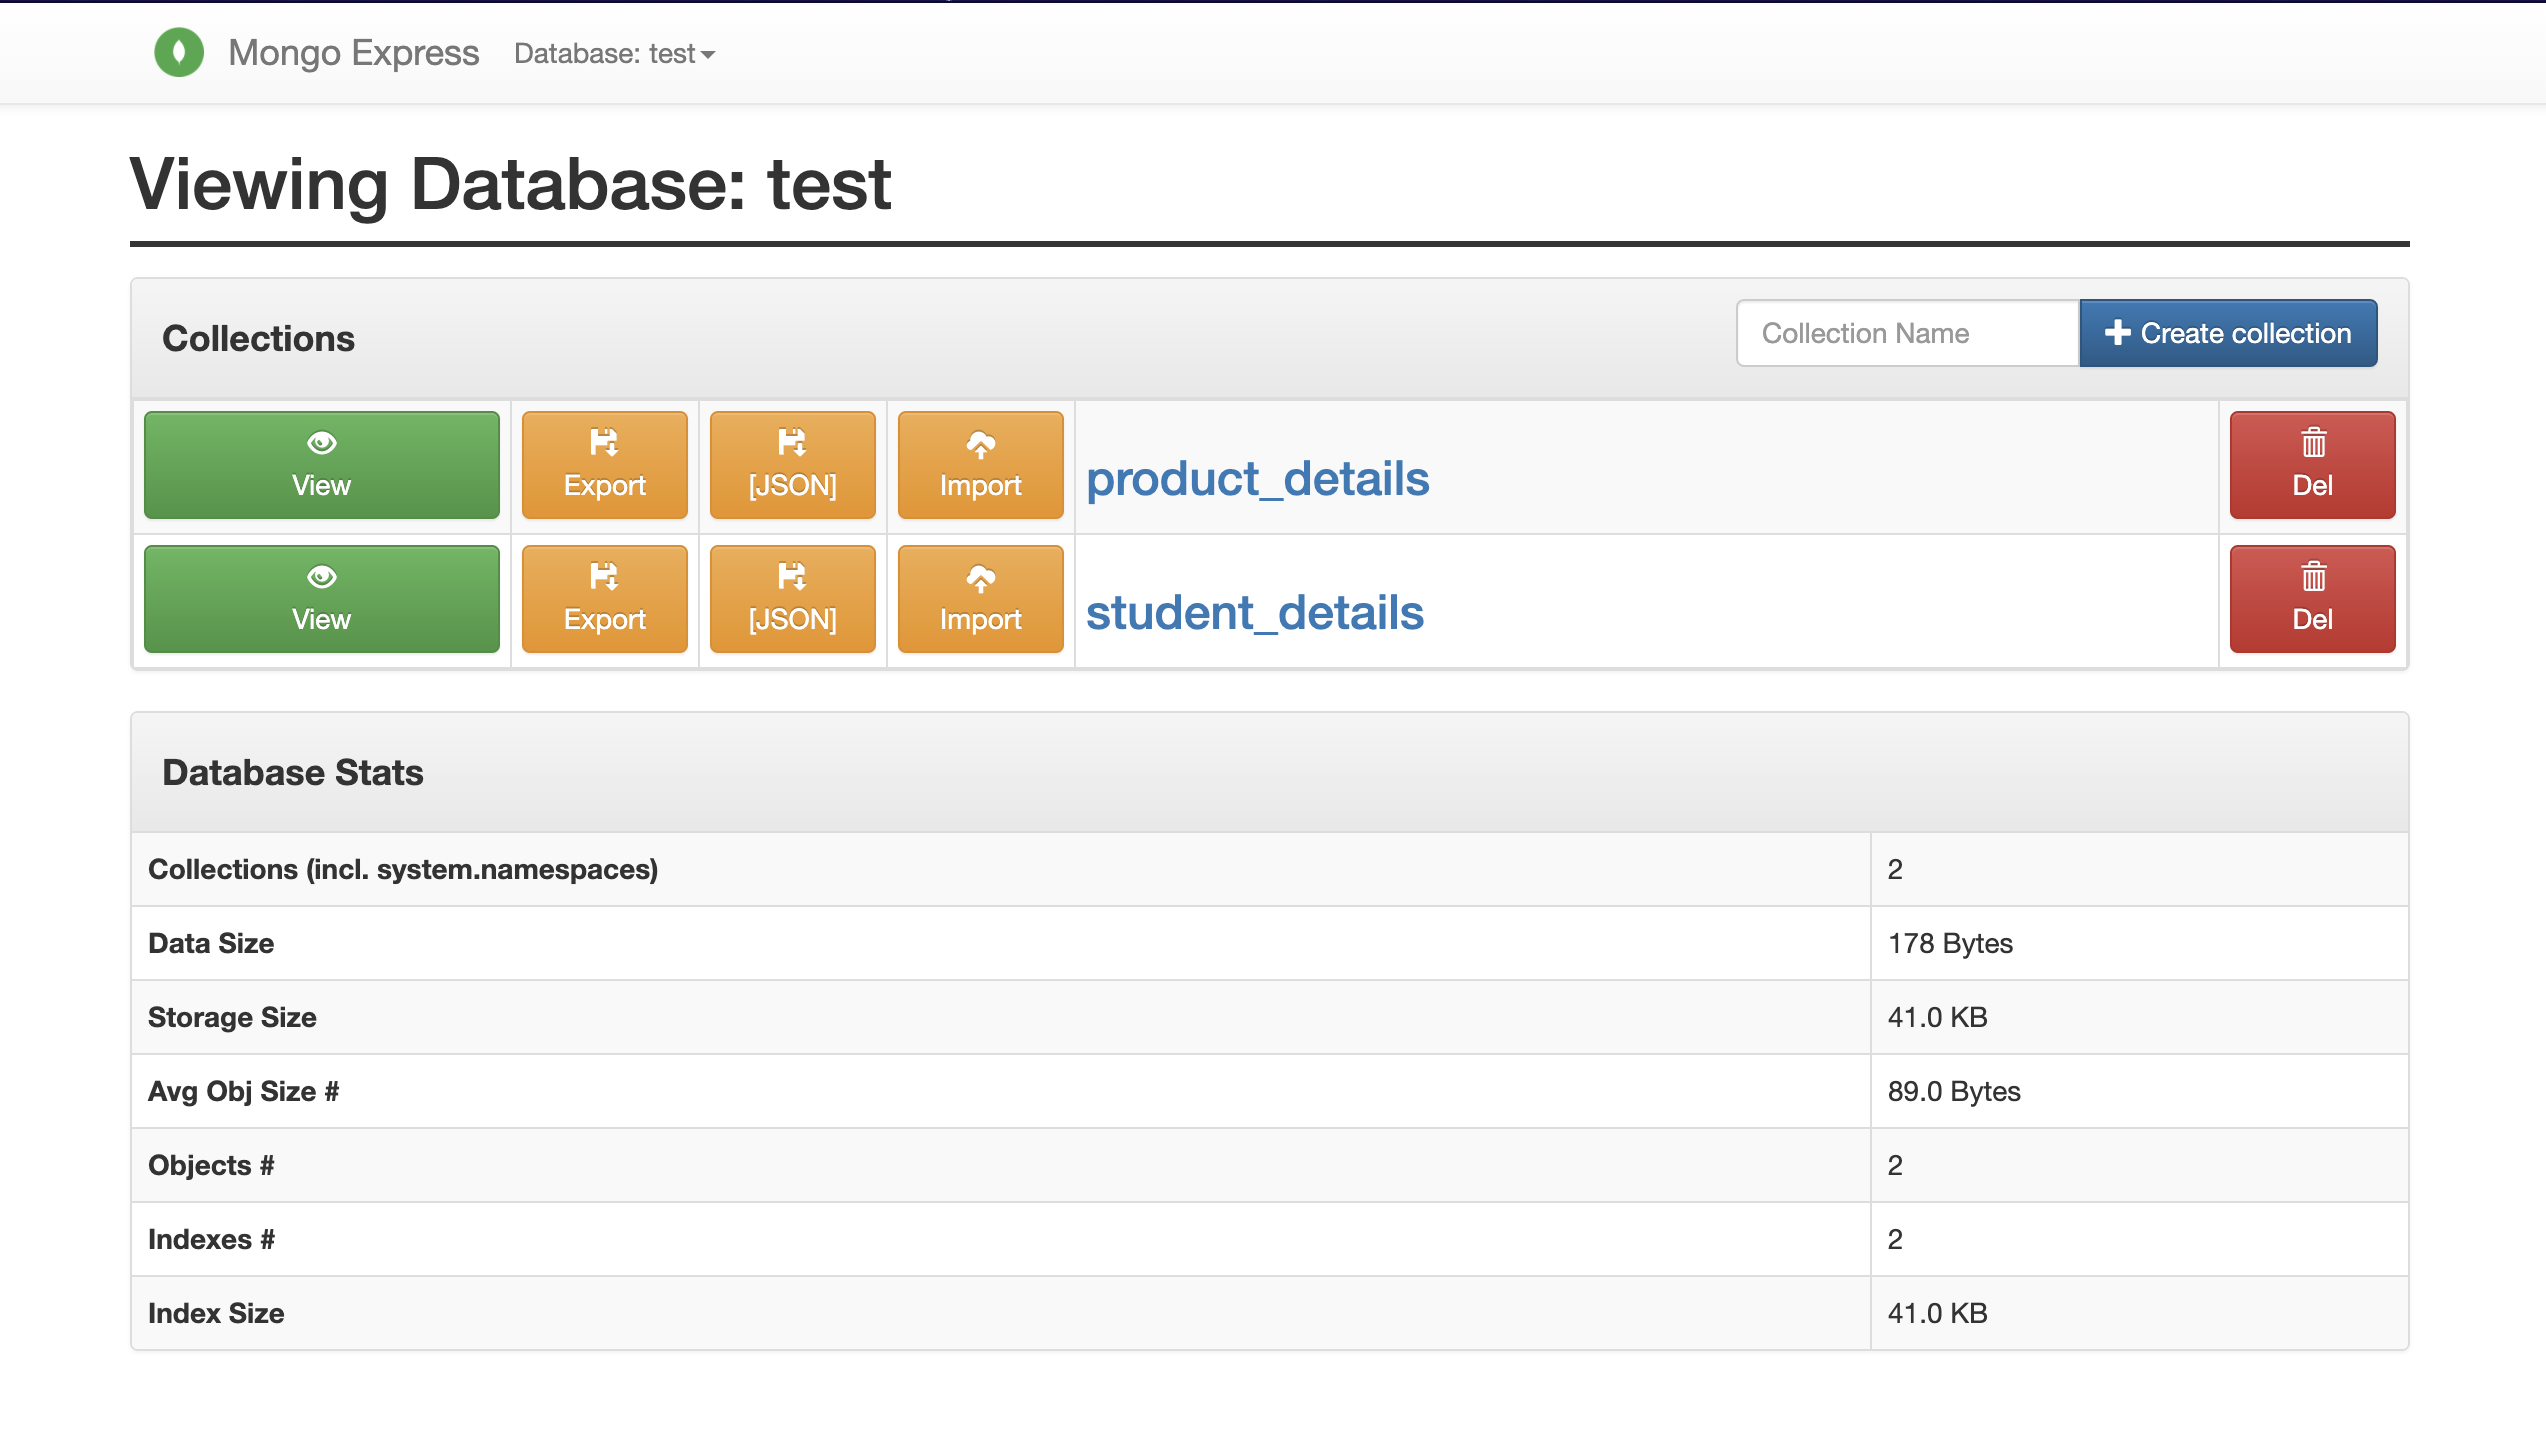 Mongo Express Database: test
Viewing Database: test
Collections
Collection Name
Create collection
View Export [JSON] Import product_details Del
View Export [JSON] Import student_details Del
Database Stats
Collections (incl. system.namespaces) 2
Data Size 178 Bytes
Storage Size 41.0 KB
Avg Obj Size # 89.0 Bytes
Objects # 2
Indexes # 2
Index Size 41.0 KB